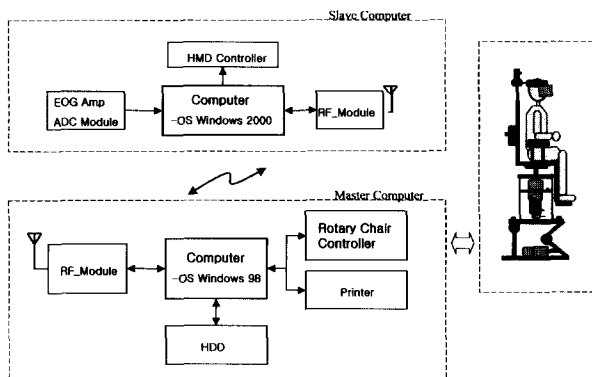 Slave Computer
HMD Controller
EOG Amp
ADC Module
Computer
-OS Windows 2000
RF_Module
Master Computer
RF_Module
Computer
-OS Windows 98
Rotary Chair
Controller
Printer
HDD